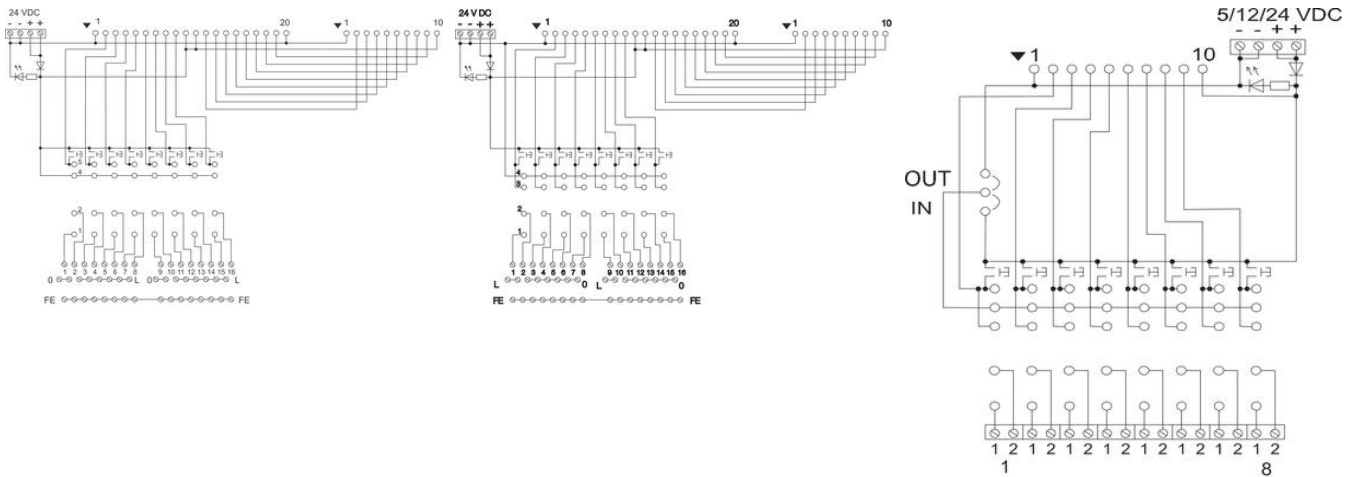 24 VDC
- - + +
1 20 1 10
5
4
2
1
1 2 3 4 5 6 7 8 9 10 11 12 13 14 15 16
0 L 0 L
FE FE
24 V DC
- - + +
1 20 1 10
4
3
2
1
1 2 3 4 5 6 7 8 9 10 11 12 13 14 15 16
L 0 L 0
FE FE
5/12/24 VDC
- - + +
1 10
OUT
IN
1 2 1 2 1 2 1 2 1 2 1 2 1 2 1 2
1 8